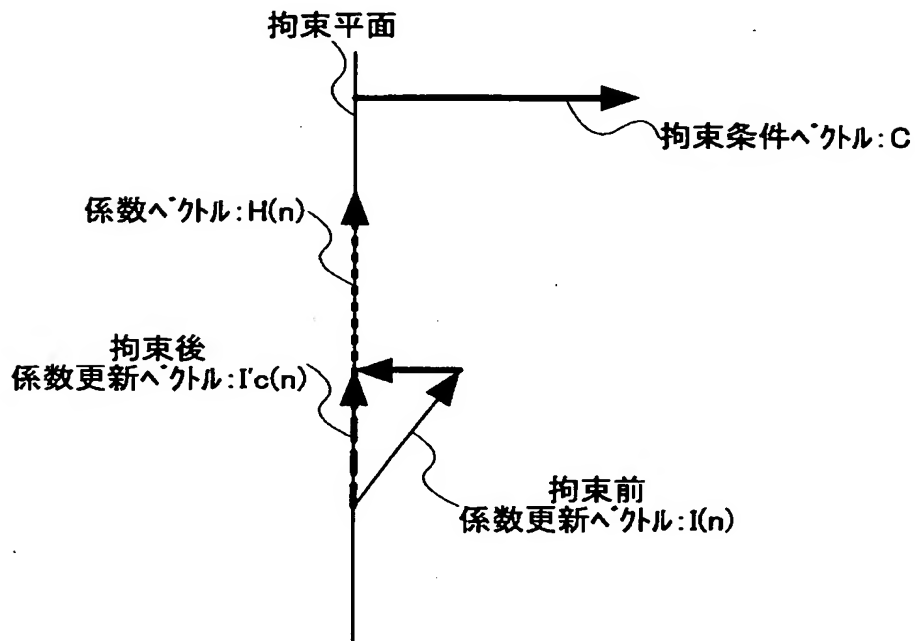 拘束平面
拘束条件ベクトル:C
係数ベクトル:H(n)
拘束後
係数更新ベクトル:I'c(n)
拘束前
係数更新ベクトル:I(n)